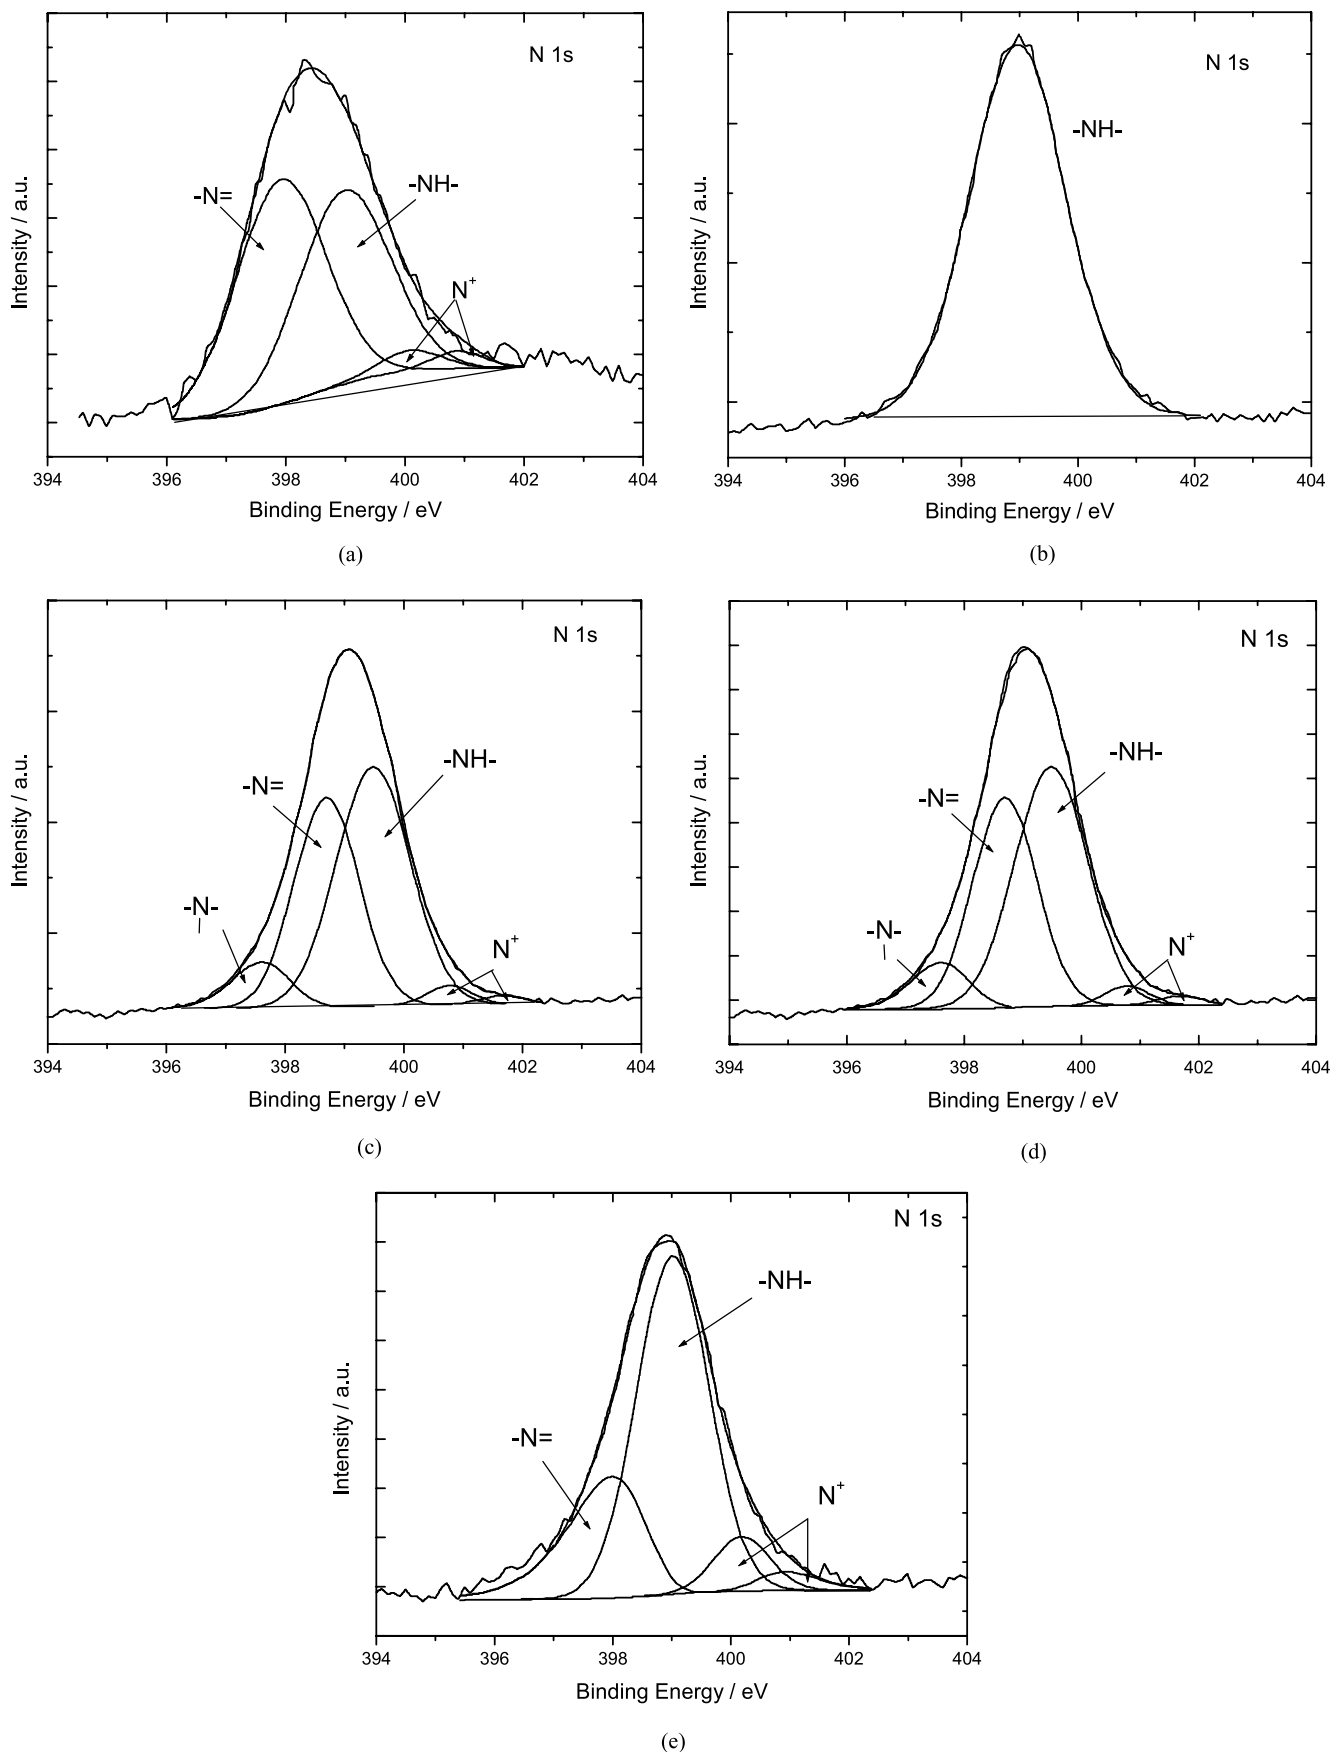 N 1s
-N=
-NH-
N+
Intensity / a.u.
394 396 398 400 402 404
Binding Energy / eV
(a)
N 1s
-NH-
Intensity / a.u.
394 396 398 400 402 404
Binding Energy / eV
(b)
N 1s
-NH-
-N=
-N-
N+
Intensity / a.u.
394 396 398 400 402 404
Binding Energy / eV
(c)
N 1s
-NH-
-N=
-N-
N+
Intensity / a.u.
394 396 398 400 402 404
Binding Energy / eV
(d)
N 1s
-NH-
-N=
N+
Intensity / a.u.
394 396 398 400 402 404
Binding Energy / eV
(e)